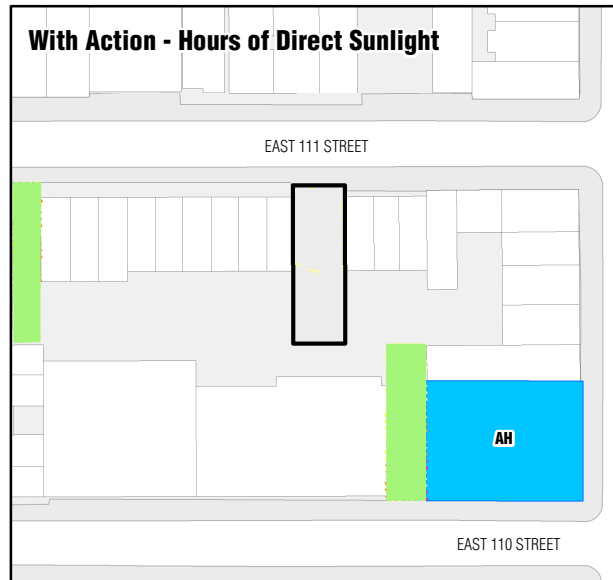 With Action - Hours of Direct Sunlight
EAST 111 STREET
AH
EAST 110 STREET